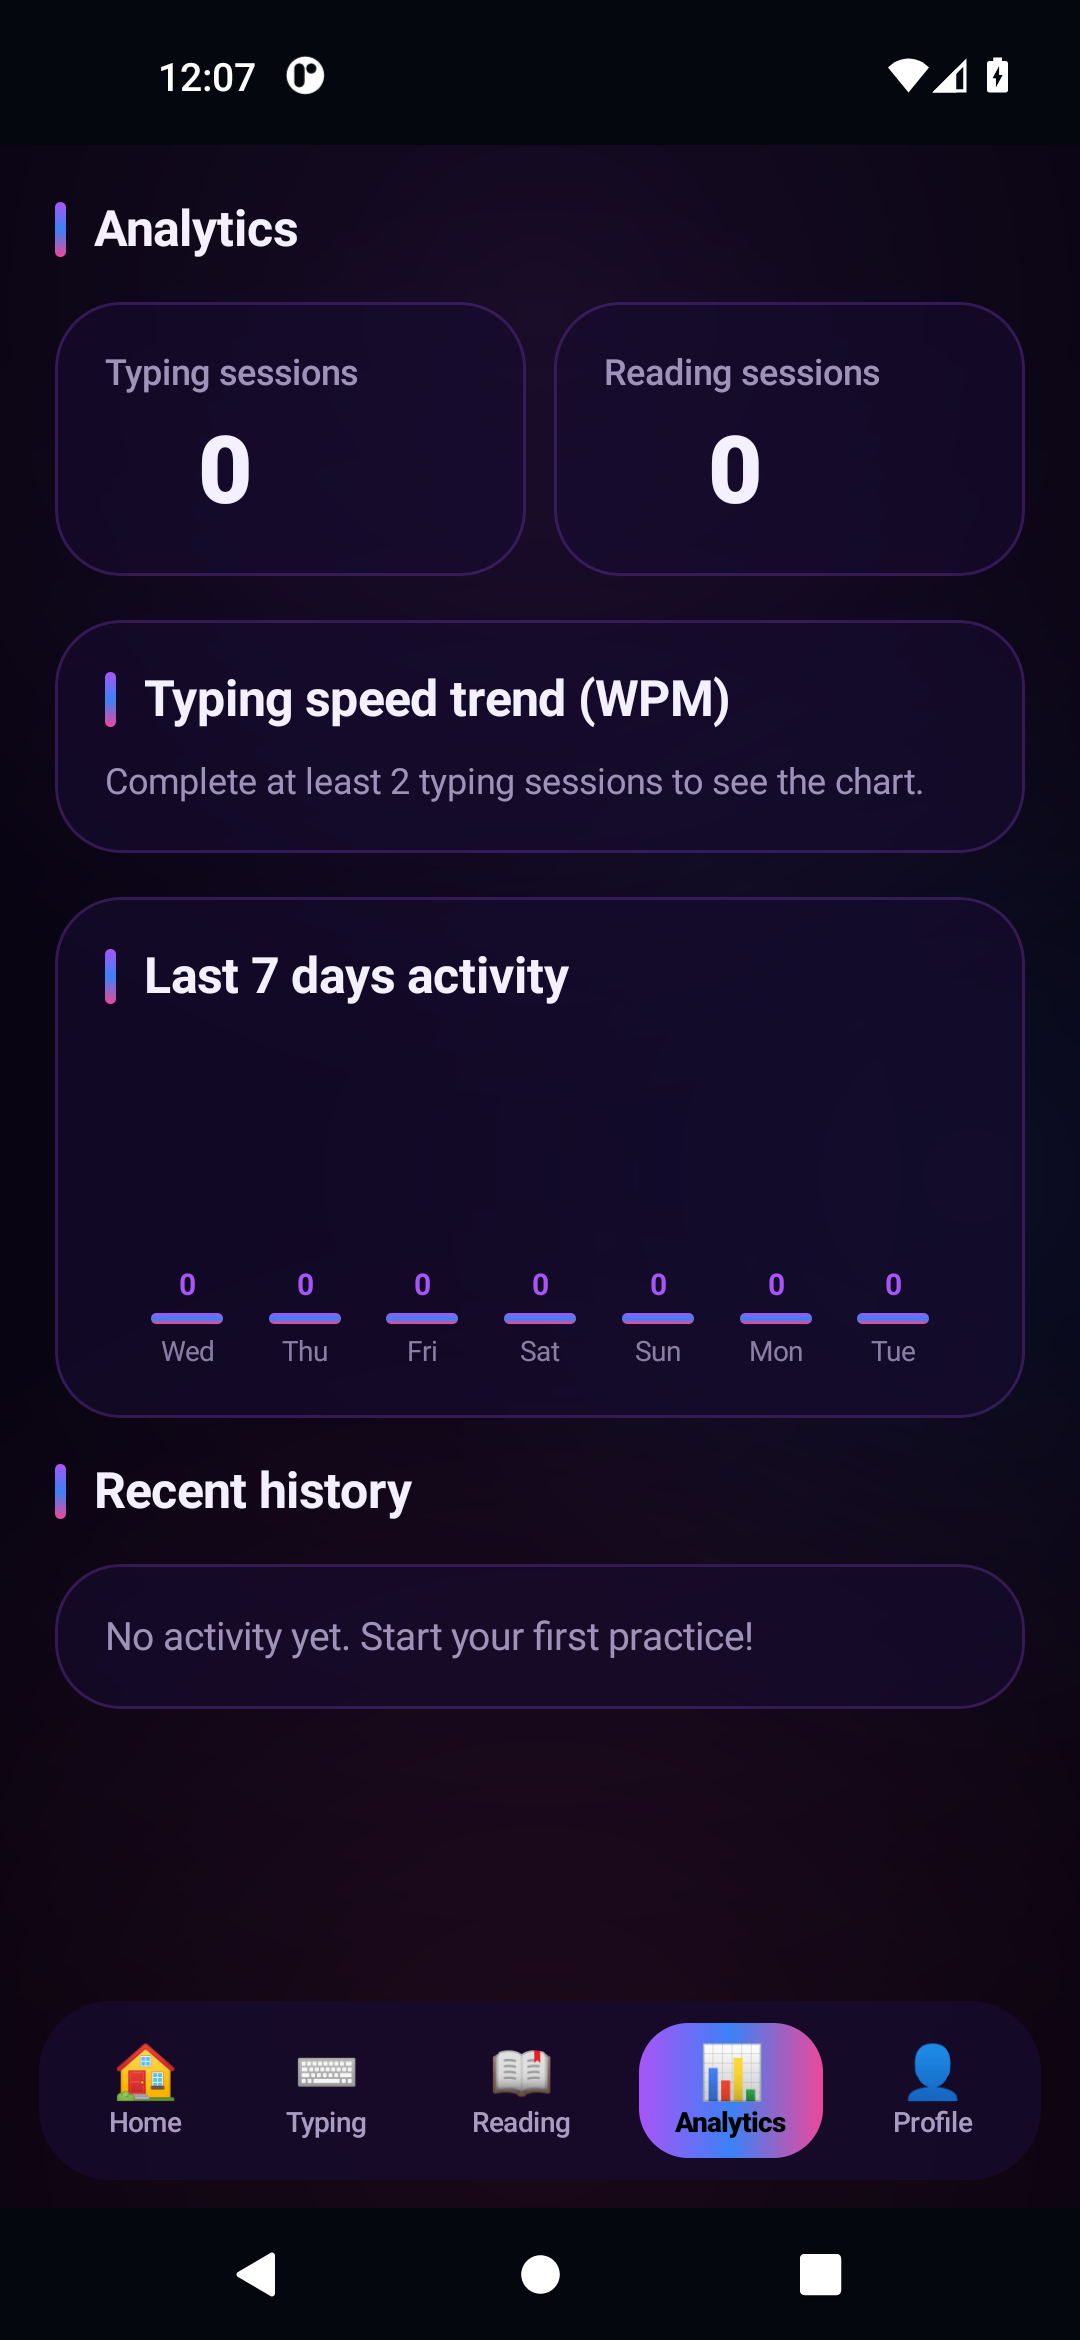 12:07
Analytics
Typing sessions
0
Reading sessions
0
Typing speed trend (WPM)
Complete at least 2 typing sessions to see the chart.
Last 7 days activity
0 0 0 0 0 0 0
Wed Thu Fri Sat Sun Mon Tue
Recent history
No activity yet. Start your first practice!
Home Typing Reading Analytics Profile